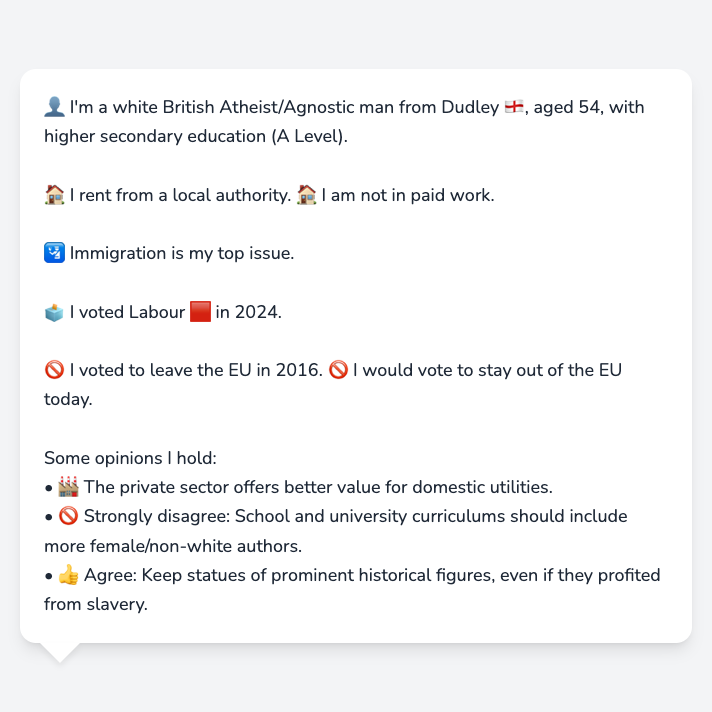 👤 I'm a white British Atheist/Agnostic man from Dudley 🏴󠁧󠁢󠁥󠁮󠁧󠁿, aged 54, with
higher secondary education (A Level).
🏠 I rent from a local authority. 🏠 I am not in paid work.
🛂 Immigration is my top issue.
🗳️ I voted Labour 🟥 in 2024.
🚫 I voted to leave the EU in 2016. 🚫 I would vote to stay out of the EU
today.
Some opinions I hold:
• 🏭 The private sector offers better value for domestic utilities.
• 🚫 Strongly disagree: School and university curriculums should include
more female/non-white authors.
• 👍 Agree: Keep statues of prominent historical figures, even if they profited
from slavery.